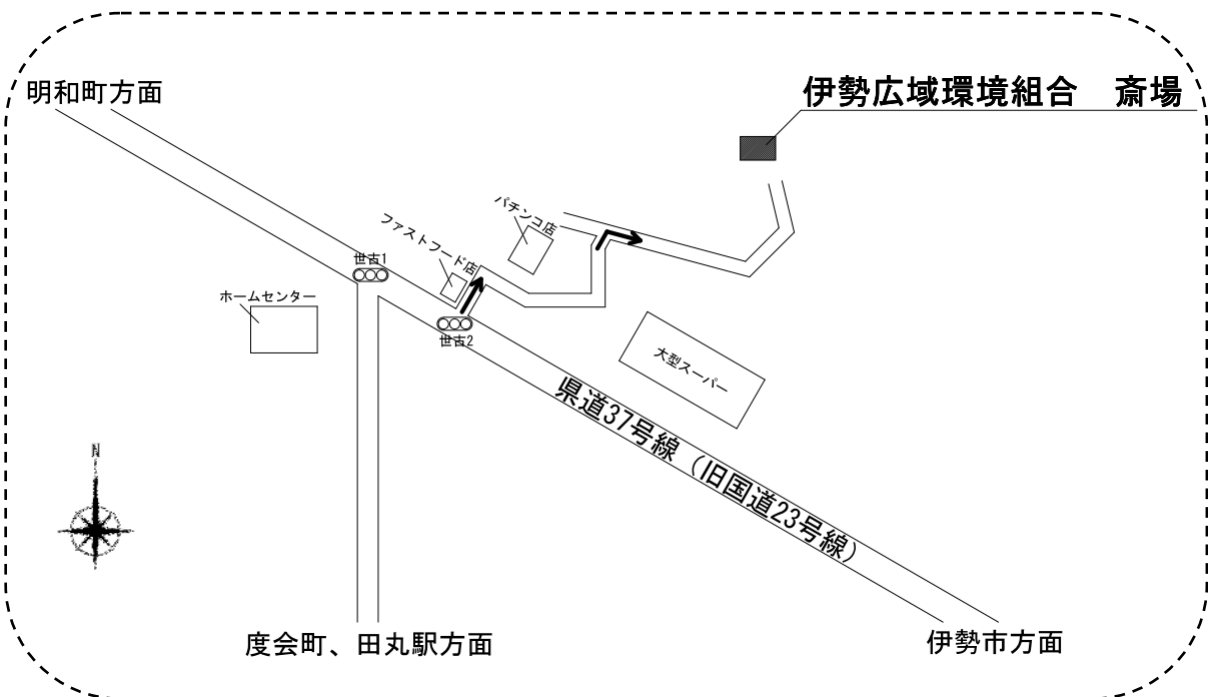 明和町方面
伊勢広域環境組合　斎場
パチンコ店
ファストフード店
世古1
ホームセンター
世古2
大型スーパー
県道37号線（旧国道23号線）
N
度会町、田丸駅方面
伊勢市方面